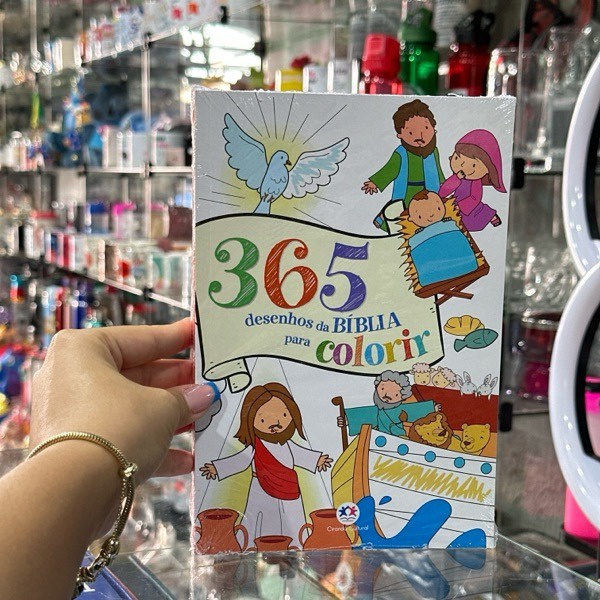 365
desenhos da BÍBLIA
para colorir
Ciranda Cultural